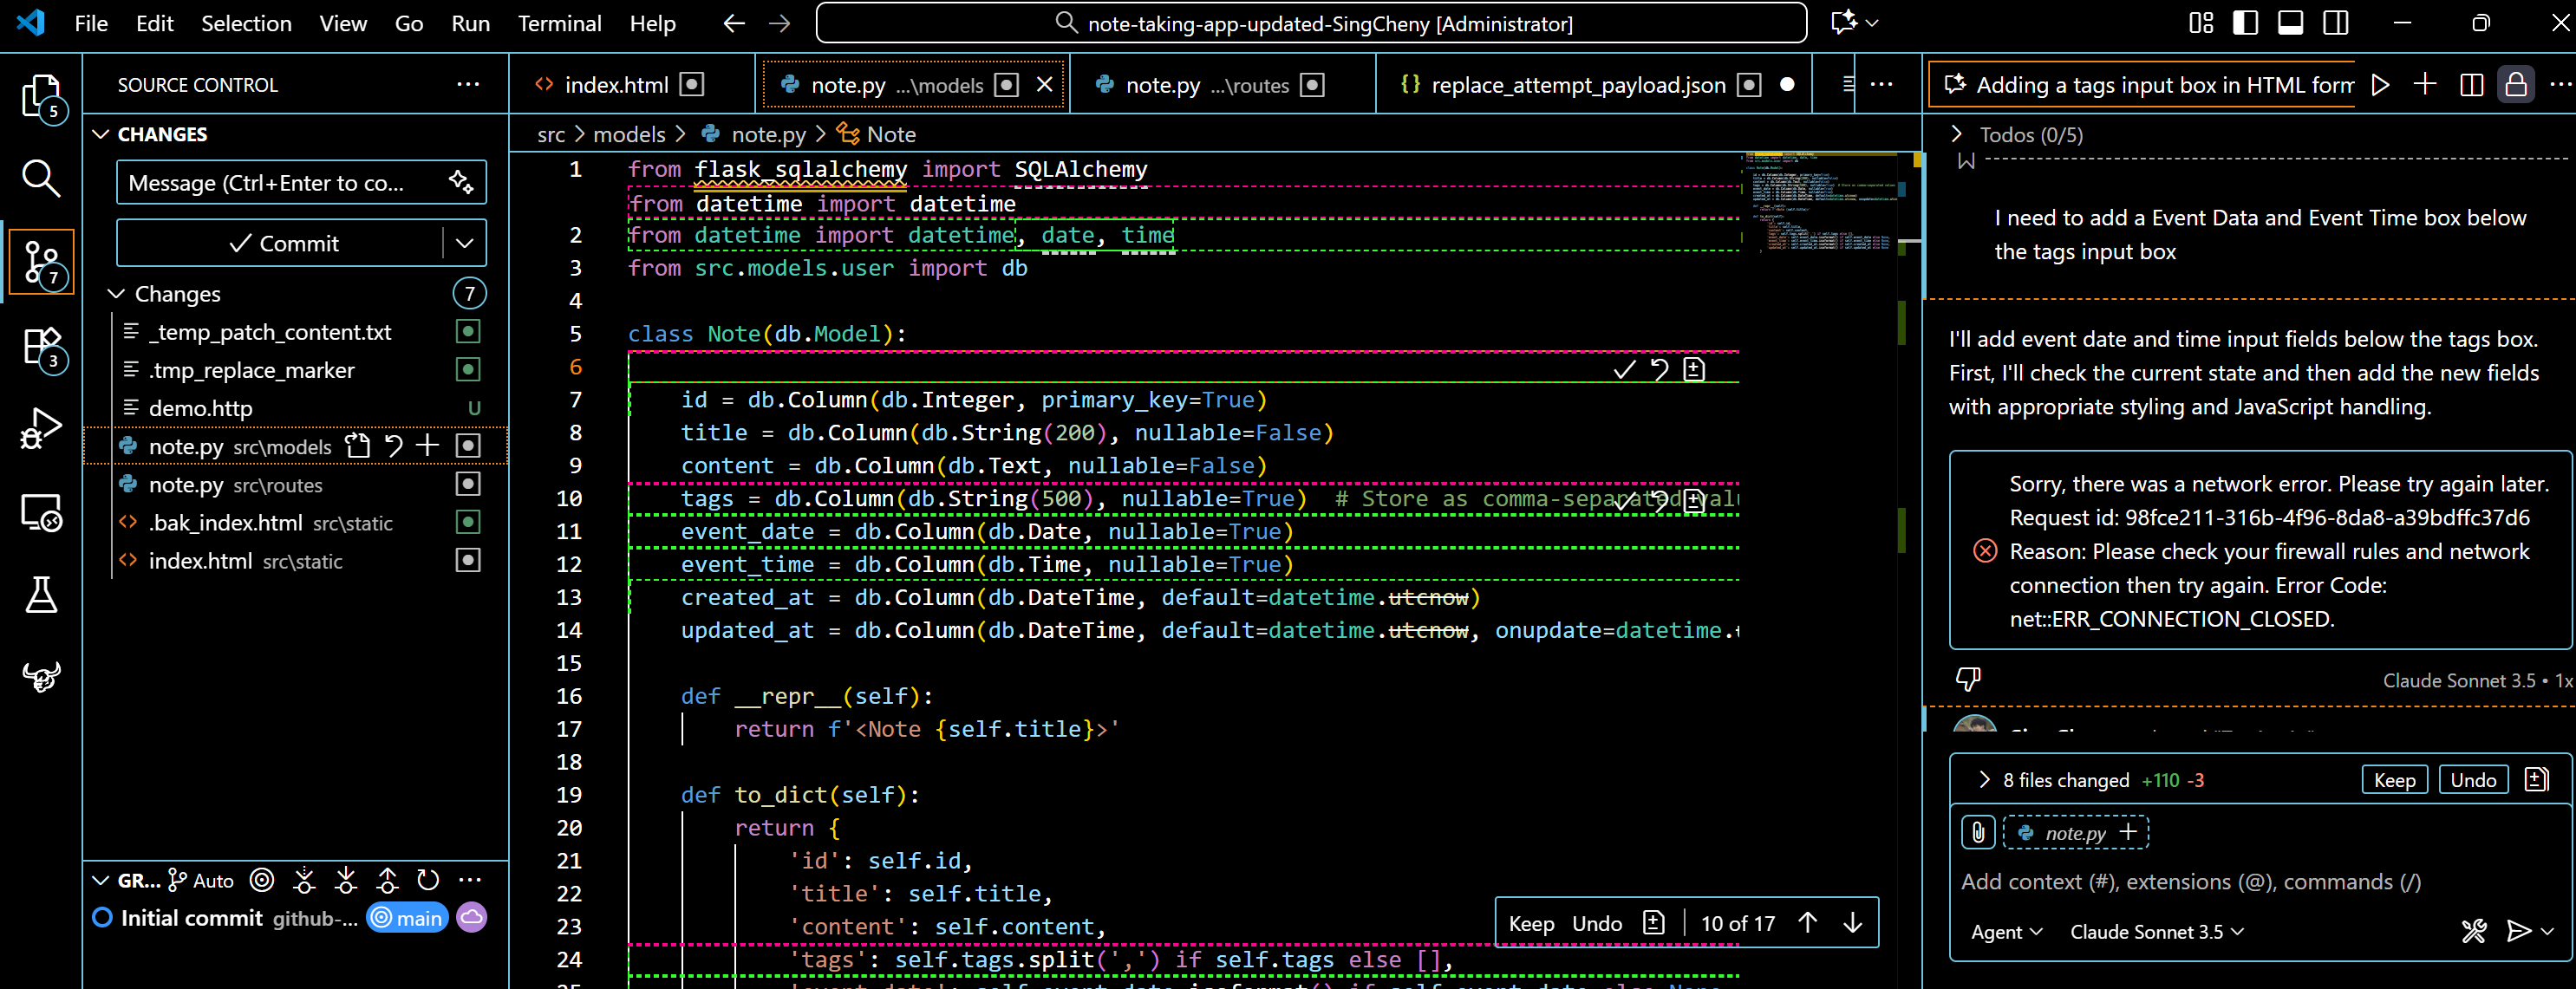 File Edit Selection View Go Run Terminal Help
note-taking-app-updated-SingCheny [Administrator]
5
7
3
SOURCE CONTROL
CHANGES
Message (Ctrl+Enter to co...
Commit
Changes 7
_temp_patch_content.txt
.tmp_replace_marker
demo.http U
note.py src\models
note.py src\routes
.bak_index.html src\static
index.html src\static
GR... Auto
Initial commit github-... main
index.html note.py ...\models note.py ...\routes {} replace_attempt_payload.json
src > models > note.py > Note
1 from flask_sqlalchemy import SQLAlchemy
from datetime import datetime
2 from datetime import datetime, date, time
3 from src.models.user import db
4
5 class Note(db.Model):
6
7 id = db.Column(db.Integer, primary_key=True)
8 title = db.Column(db.String(200), nullable=False)
9 content = db.Column(db.Text, nullable=False)
10 tags = db.Column(db.String(500), nullable=True) # Store as comma-separated
11 event_date = db.Column(db.Date, nullable=True)
12 event_time = db.Column(db.Time, nullable=True)
13 created_at = db.Column(db.DateTime, default=datetime.utcnow)
14 updated_at = db.Column(db.DateTime, default=datetime.utcnow, onupdate=datetime.
15
16 def __repr__(self):
17 return f'<Note {self.title}>'
18
19 def to_dict(self):
20 return {
21 'id': self.id,
22 'title': self.title,
23 'content': self.content,
24 'tags': self.tags.split(',') if self.tags else [],
Keep Undo 10 of 17
Adding a tags input box in HTML form
Todos (0/5)
I need to add a Event Data and Event Time box below
the tags input box
I'll add event date and time input fields below the tags box.
First, I'll check the current state and then add the new fields
with appropriate styling and JavaScript handling.
Sorry, there was a network error. Please try again later.
Request id: 98fce211-316b-4f96-8da8-a39bdffc37d6
Reason: Please check your firewall rules and network
connection then try again. Error Code:
net::ERR_CONNECTION_CLOSED.
Claude Sonnet 3.5 • 1x
8 files changed +110 -3 Keep Undo
note.py
Add context (#), extensions (@), commands (/)
Agent Claude Sonnet 3.5